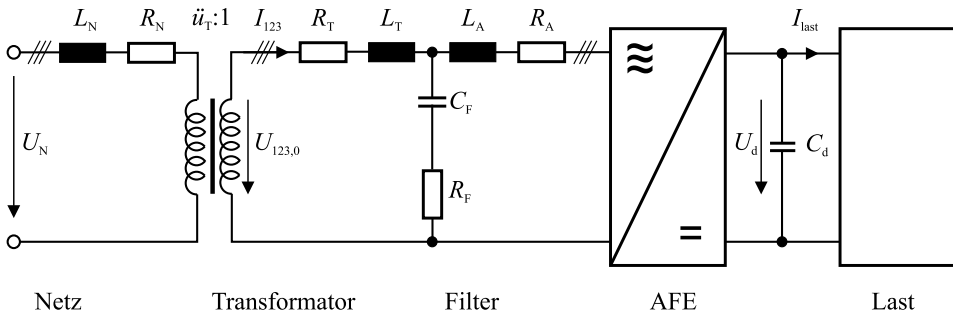 L_N R_N ü_T:1 I_123 R_T L_T L_A R_A I_last
C_F
U_N U_123,0 U_d C_d
R_F
≋
=
Netz Transformator Filter AFE Last